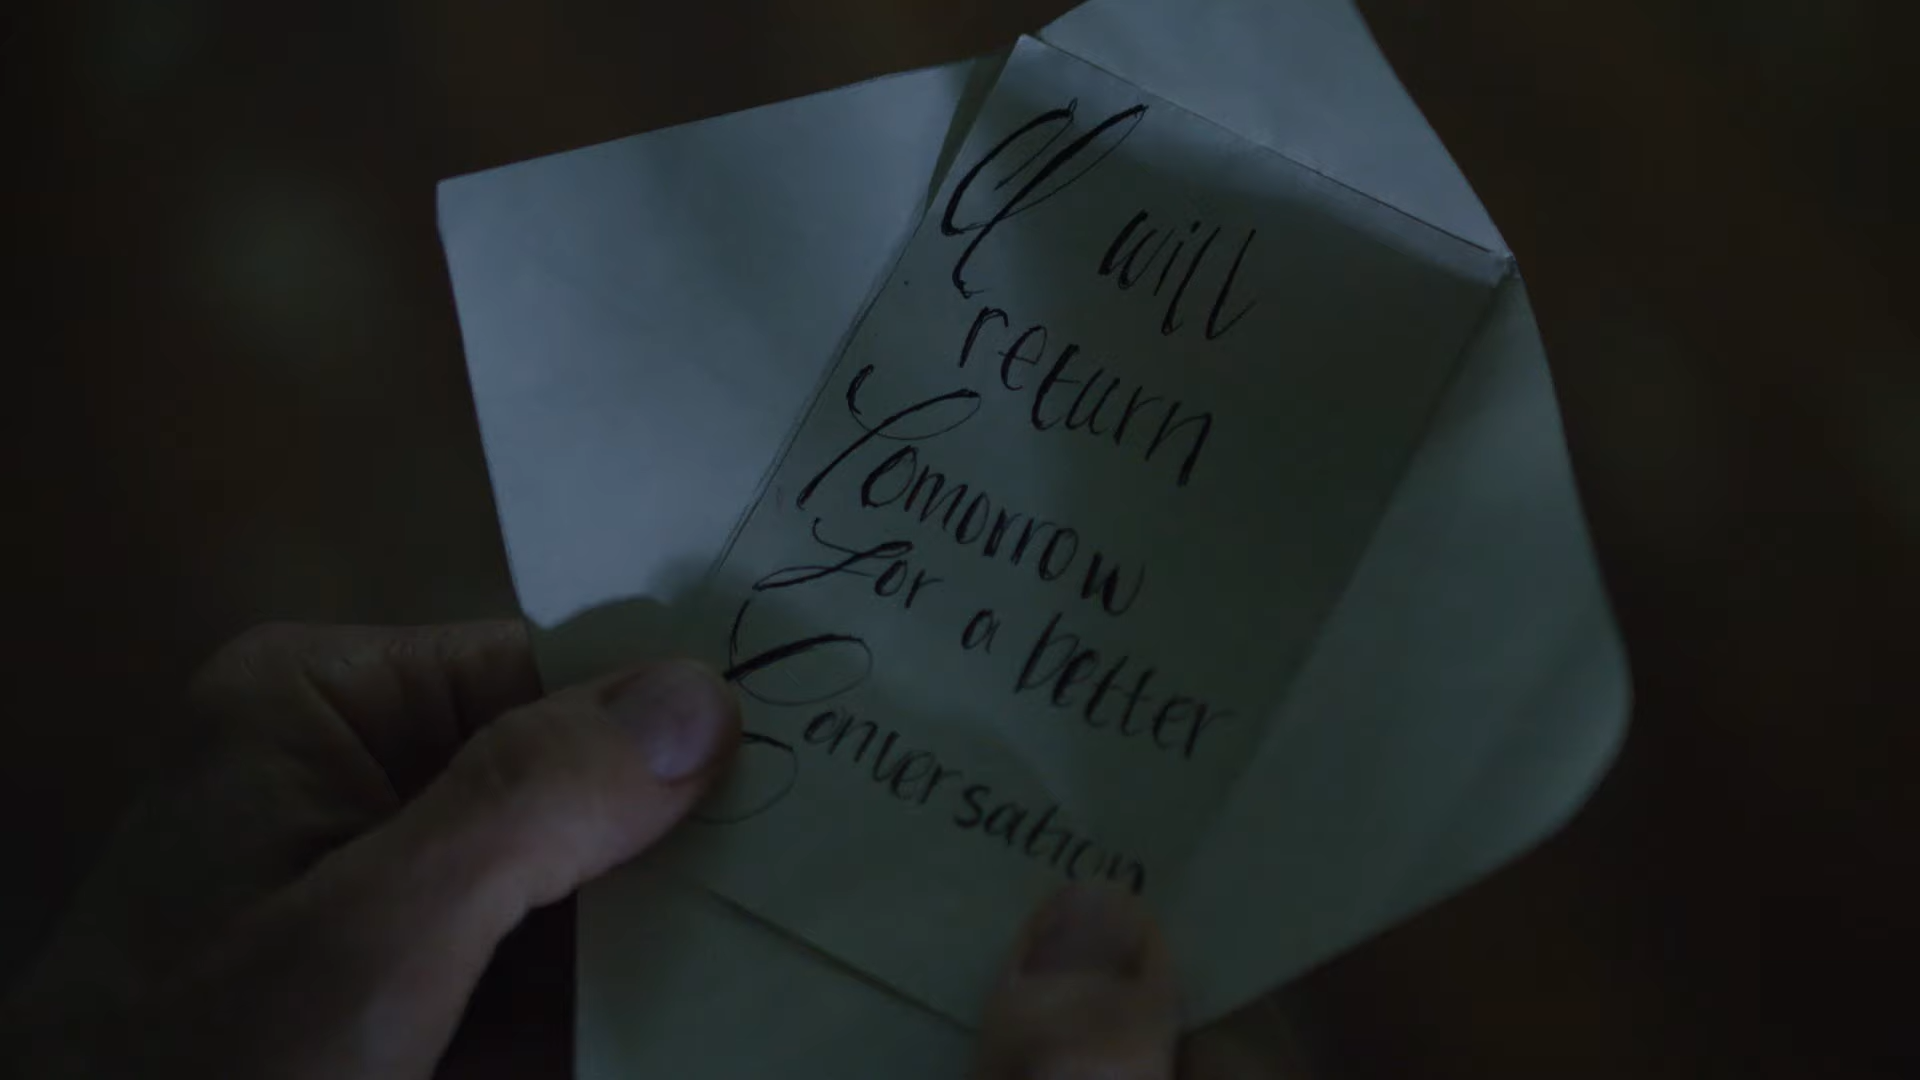 I will
return
Tomorrow
for a better
Conversation